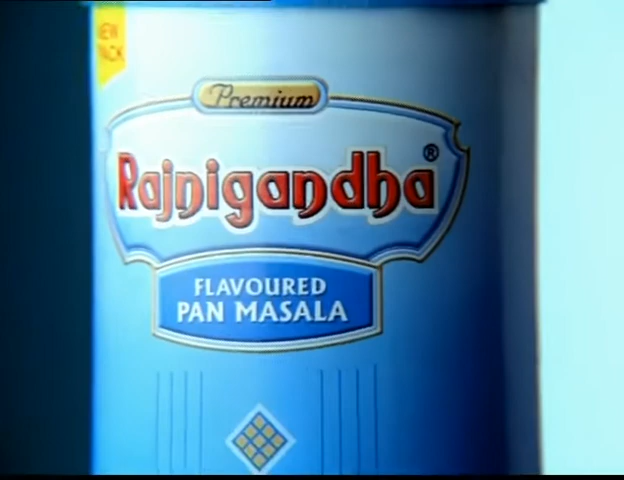 NEW
PACK
Premium
Rajnigandha®
FLAVOURED
PAN MASALA